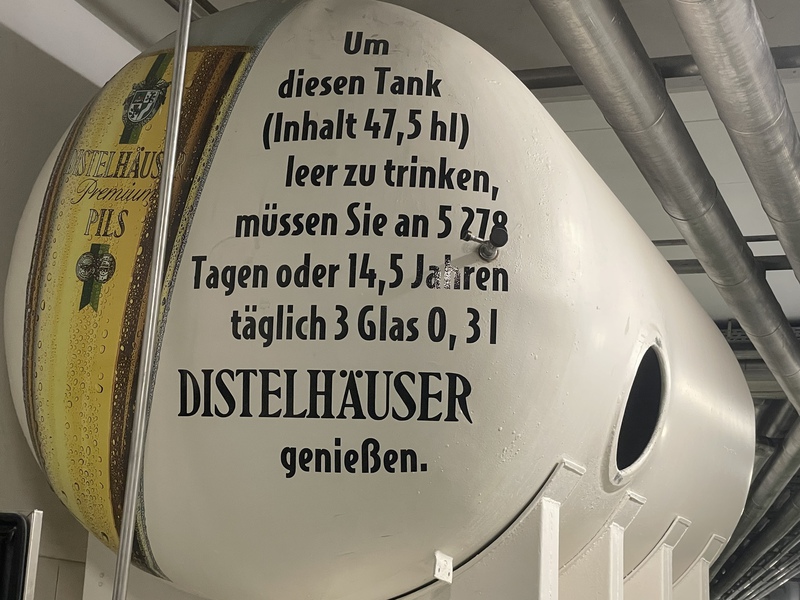 DISTELHÄUSER
Premium
PILS
Um
diesen Tank
(Inhalt 47,5 hl)
leer zu trinken,
müssen Sie an 5 278
Tagen oder 14,5 Jahren
täglich 3 Glas 0, 3 l
DISTELHÄUSER
genießen.